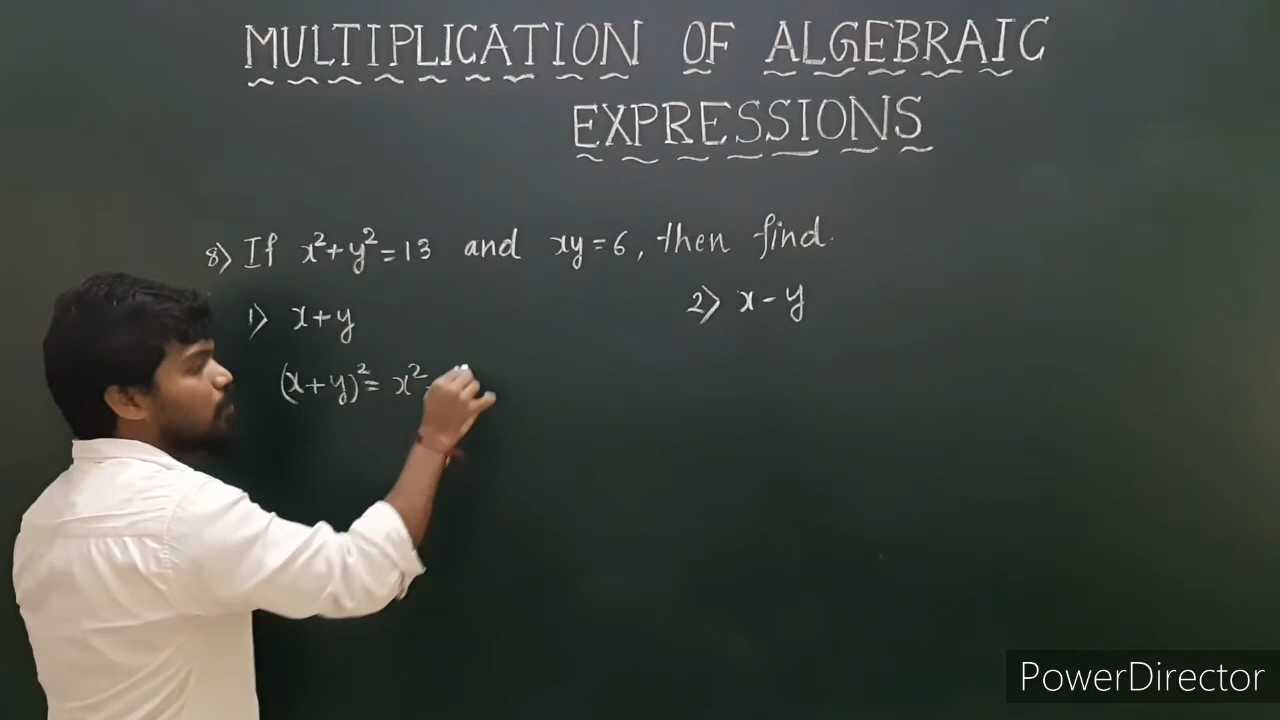 MULTIPLICATION OF ALGEBRAIC
EXPRESSIONS
8) If x²+y²=13 and xy=6, then find.
1) x+y
2) x-y
(x+y)²= x²
PowerDirector